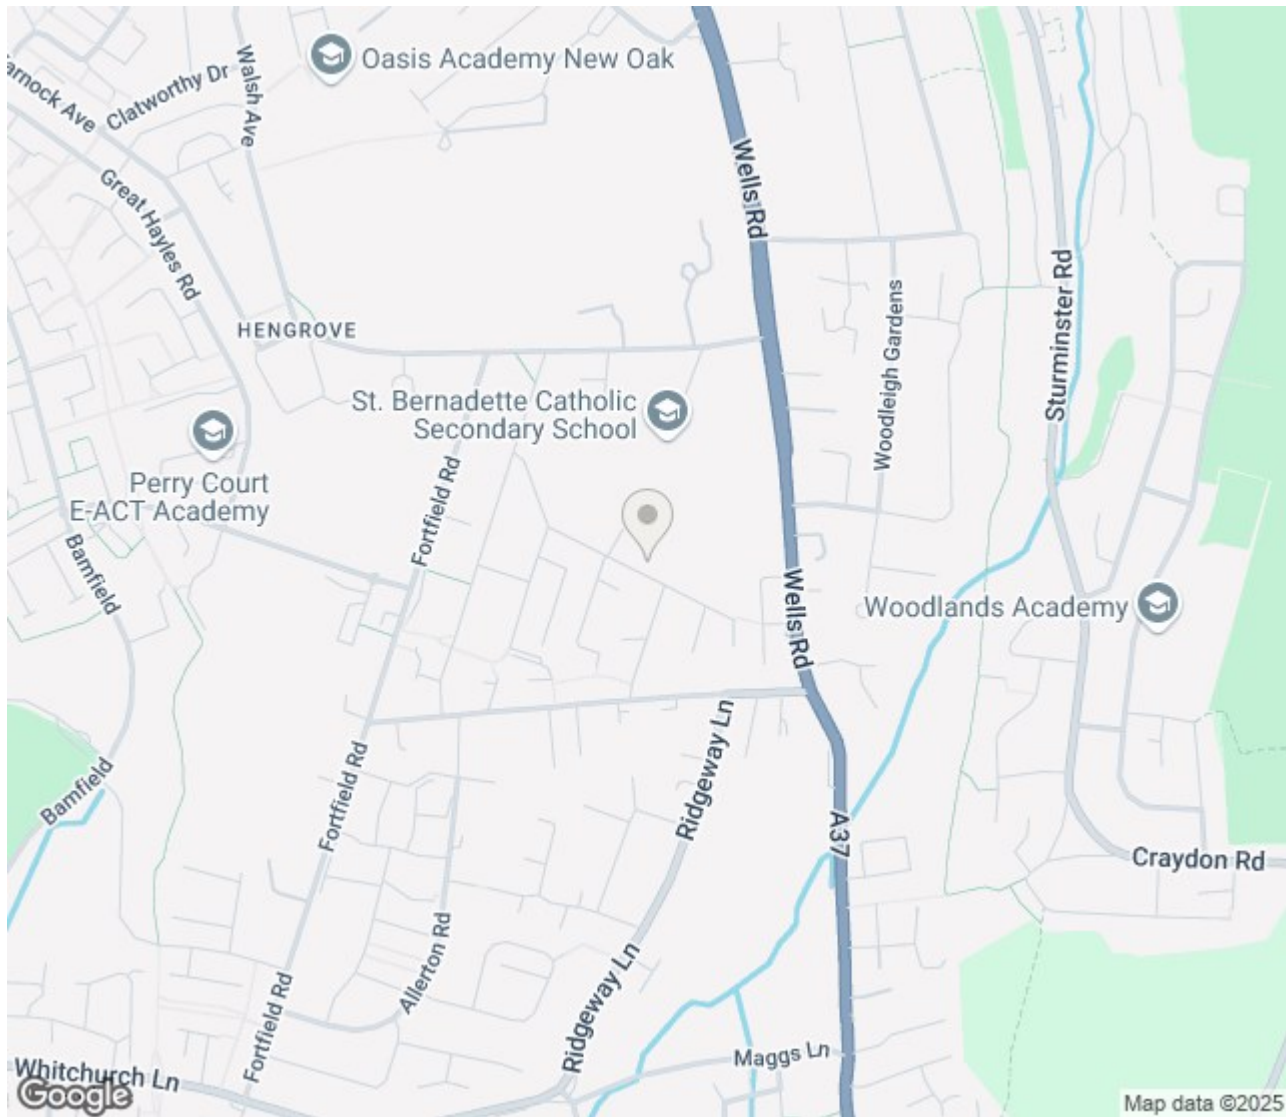 Oasis Academy New Oak
Clatworthy Dr
Walsh Ave
Great Hayles Rd
Wells Rd
HENGROVE
Woodleigh Gardens
Sturminster Rd
St. Bernadette Catholic
Secondary School
Perry Court
E-ACT Academy
Fortfield Rd
Bamfield
Wells Rd
Woodlands Academy
Ridgeway Ln
Fortfield Rd
Bamfield
A37
Craydon Rd
Allerton Rd
Ridgeway Ln
Fortfield Rd
Maggs Ln
Whitchurch Ln
Google
Map data ©2025